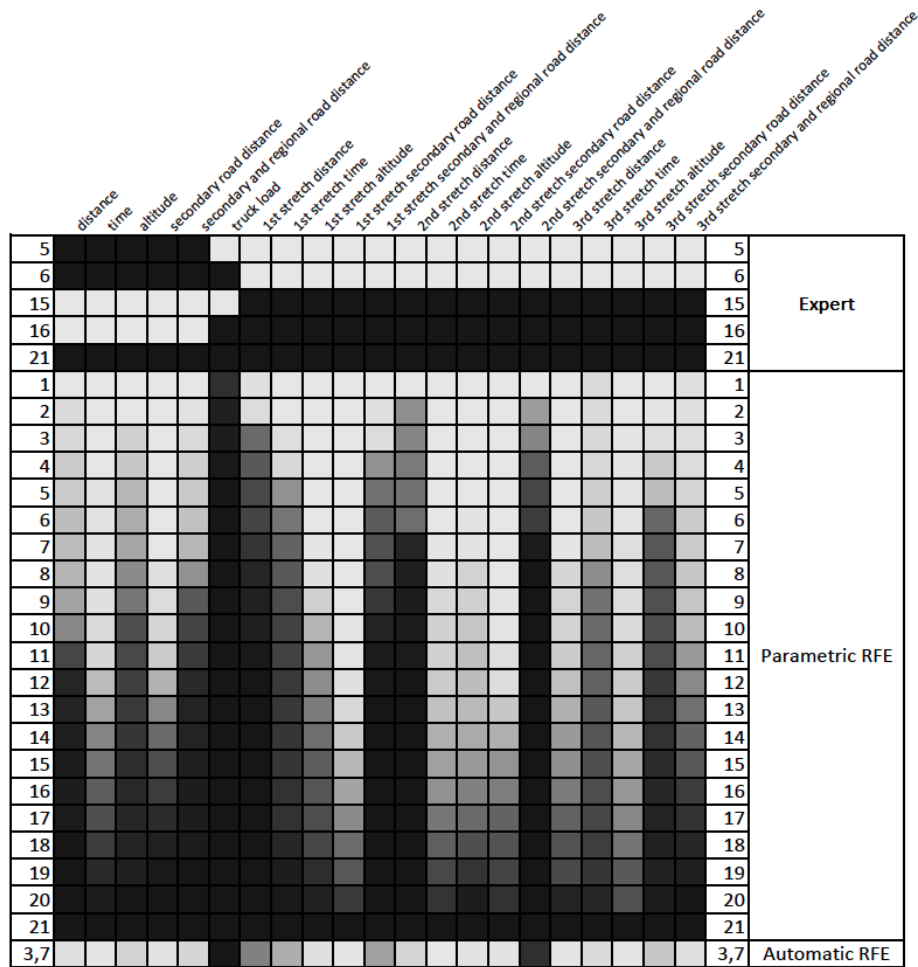 distance
time
altitude
secondary road distance
secondary and regional road distance
truck load
1st stretch distance
1st stretch time
1st stretch altitude
1st stretch secondary road distance
1st stretch secondary and regional road distance
2nd stretch distance
2nd stretch time
2nd stretch altitude
2nd stretch secondary road distance
2nd stretch secondary and regional road distance
3rd stretch distance
3rd stretch time
3rd stretch altitude
3rd stretch secondary road distance
3rd stretch secondary and regional road distance
5 5
6 6
15 15 Expert
16 16
21 21
1 1
2 2
3 3
4 4
5 5
6 6
7 7
8 8
9 9
10 10
11 11 Parametric RFE
12 12
13 13
14 14
15 15
16 16
17 17
18 18
19 19
20 20
21 21
3,7 3,7 Automatic RFE